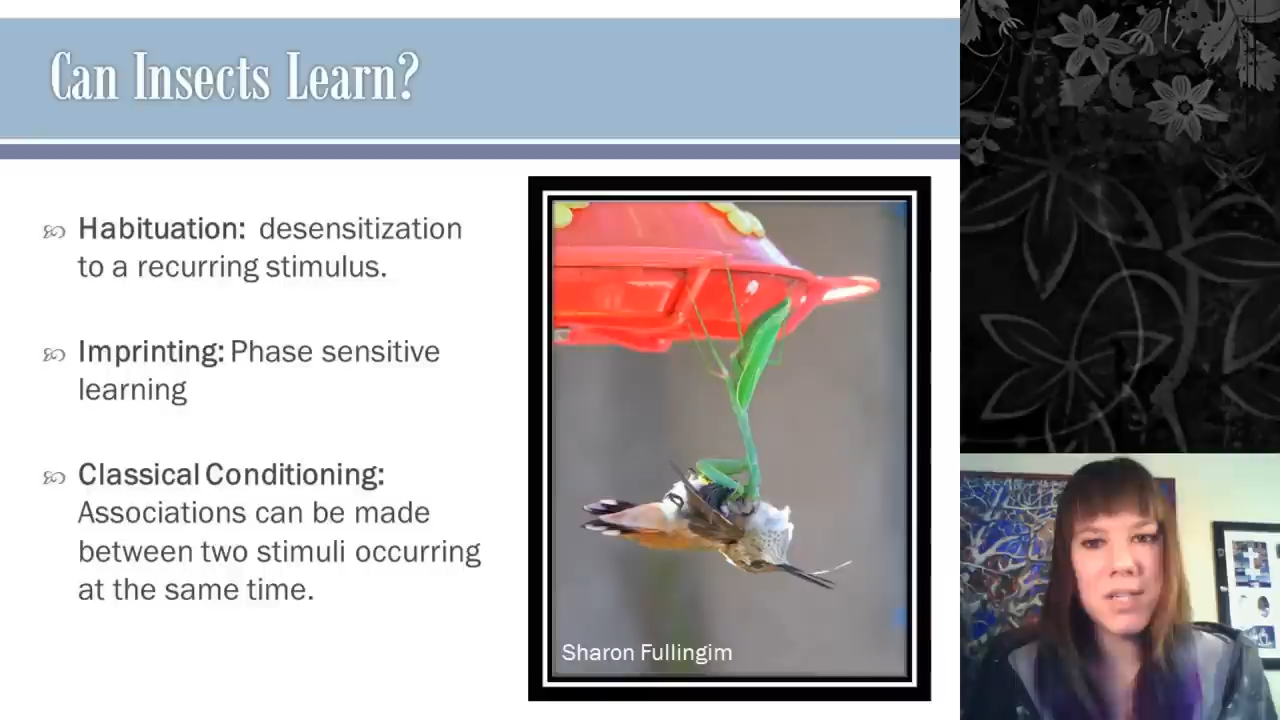 Can Insects Learn?
Habituation: desensitization
to a recurring stimulus.
Imprinting: Phase sensitive
learning
Classical Conditioning:
Associations can be made
between two stimuli occurring
at the same time.
Sharon Fullingim